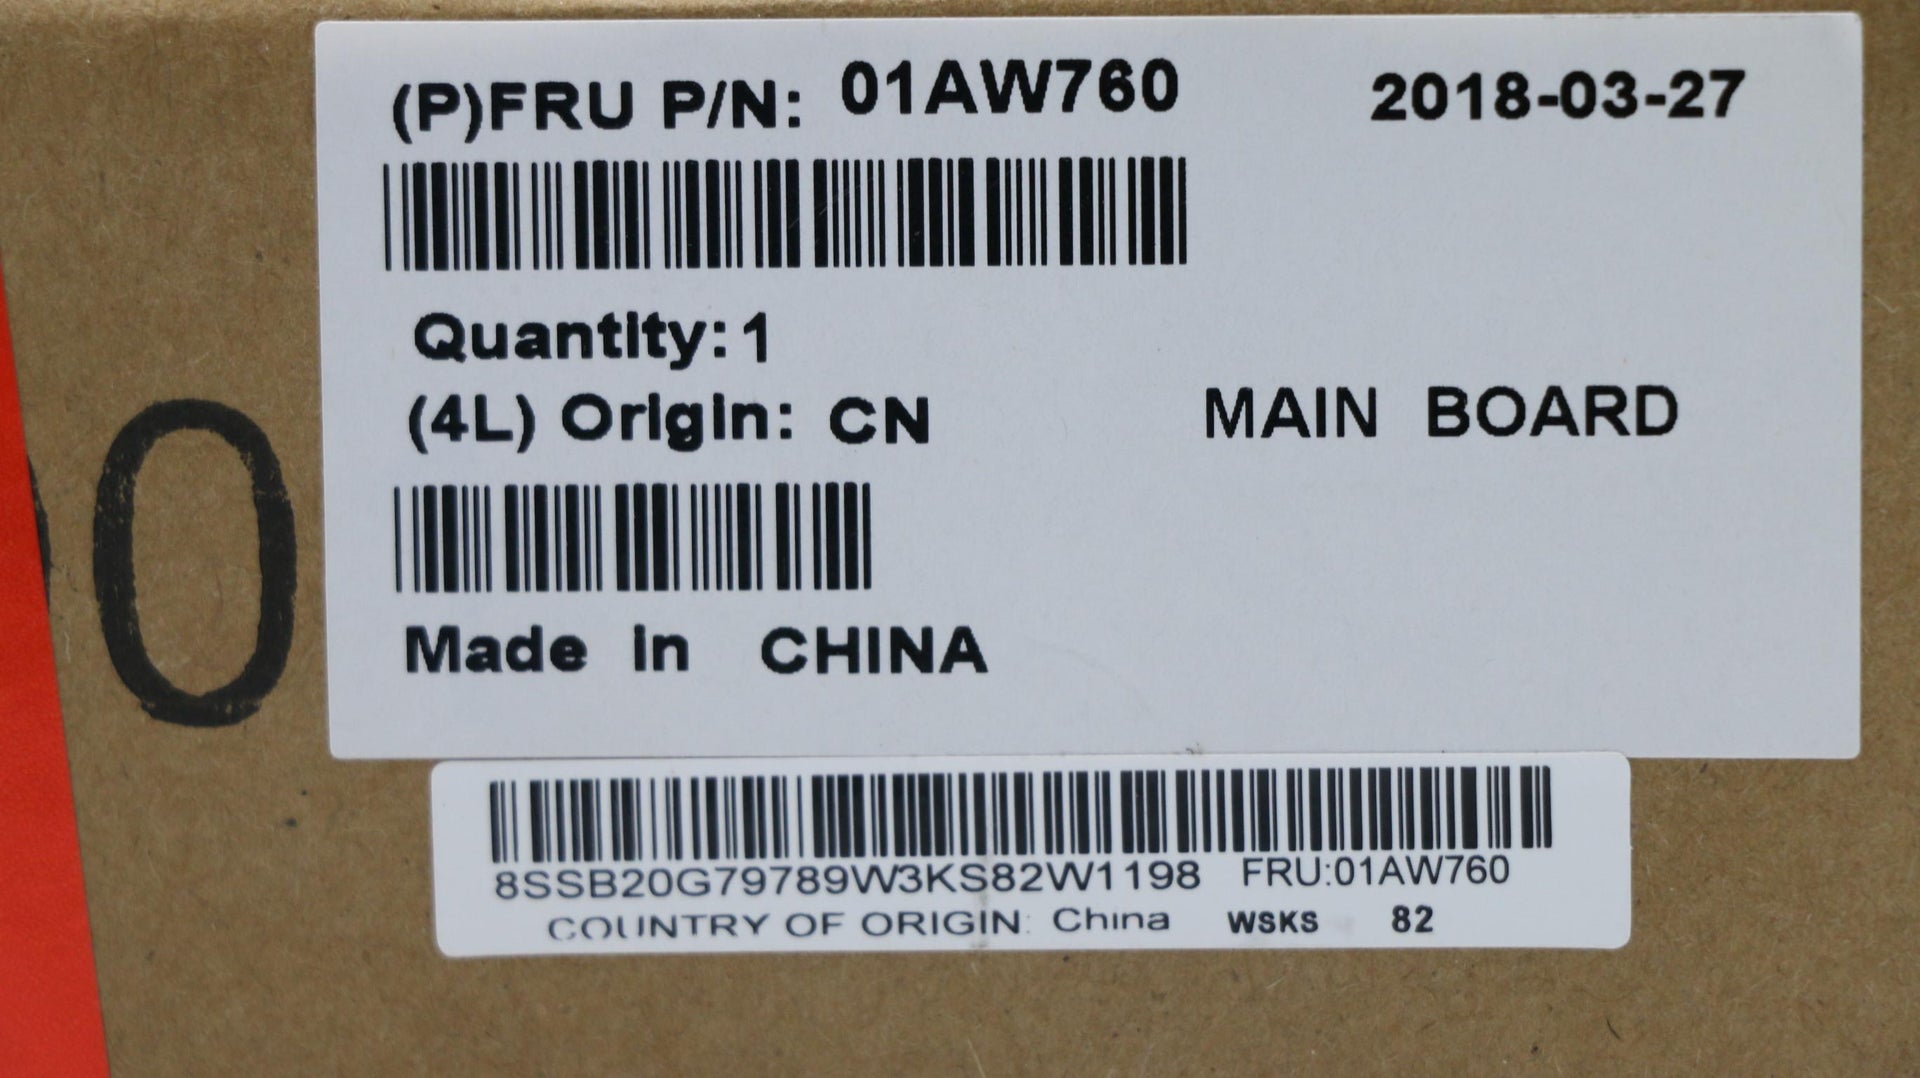 (P)FRU P/N: 01AW760 2018-03-27
Quantity: 1
(4L) Origin: CN MAIN BOARD
Made in CHINA
8SSB20G79789W3KS82W1198 FRU:01AW760
COUNTRY OF ORIGIN: China WSKS 82
0